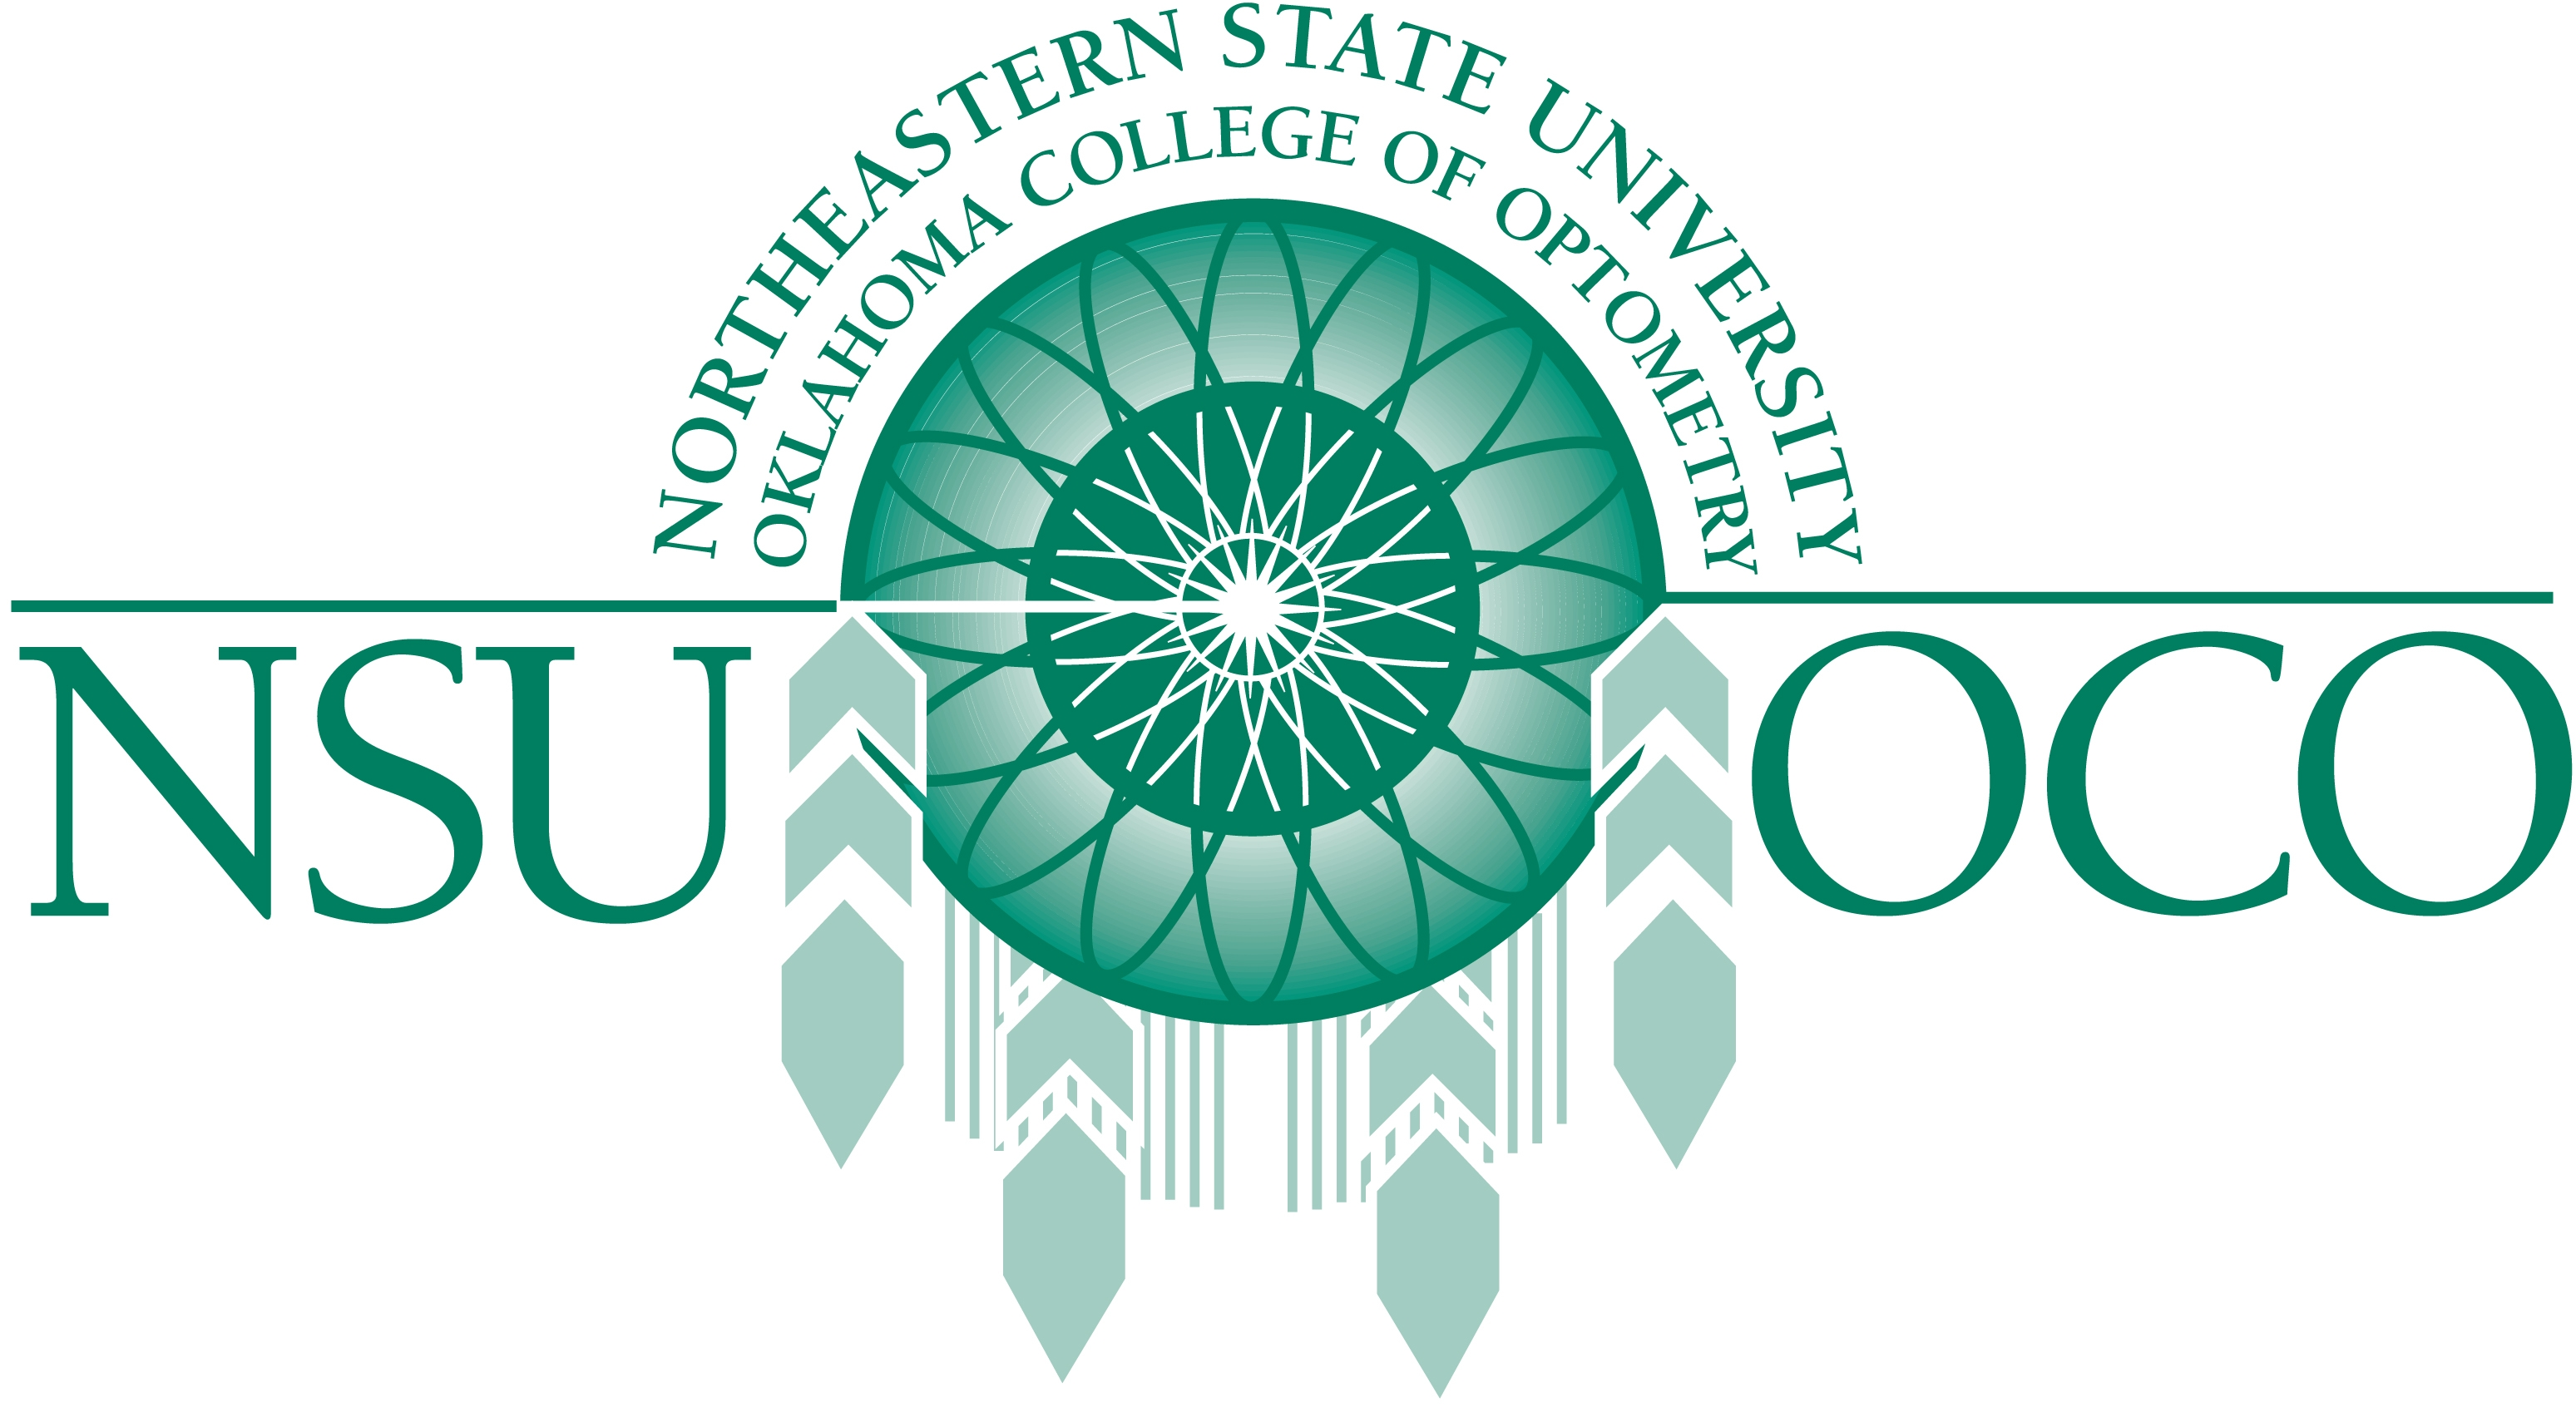 NORTHEASTERN STATE UNIVERSITY
OKLAHOMA COLLEGE OF OPTOMETRY
NSU OCO